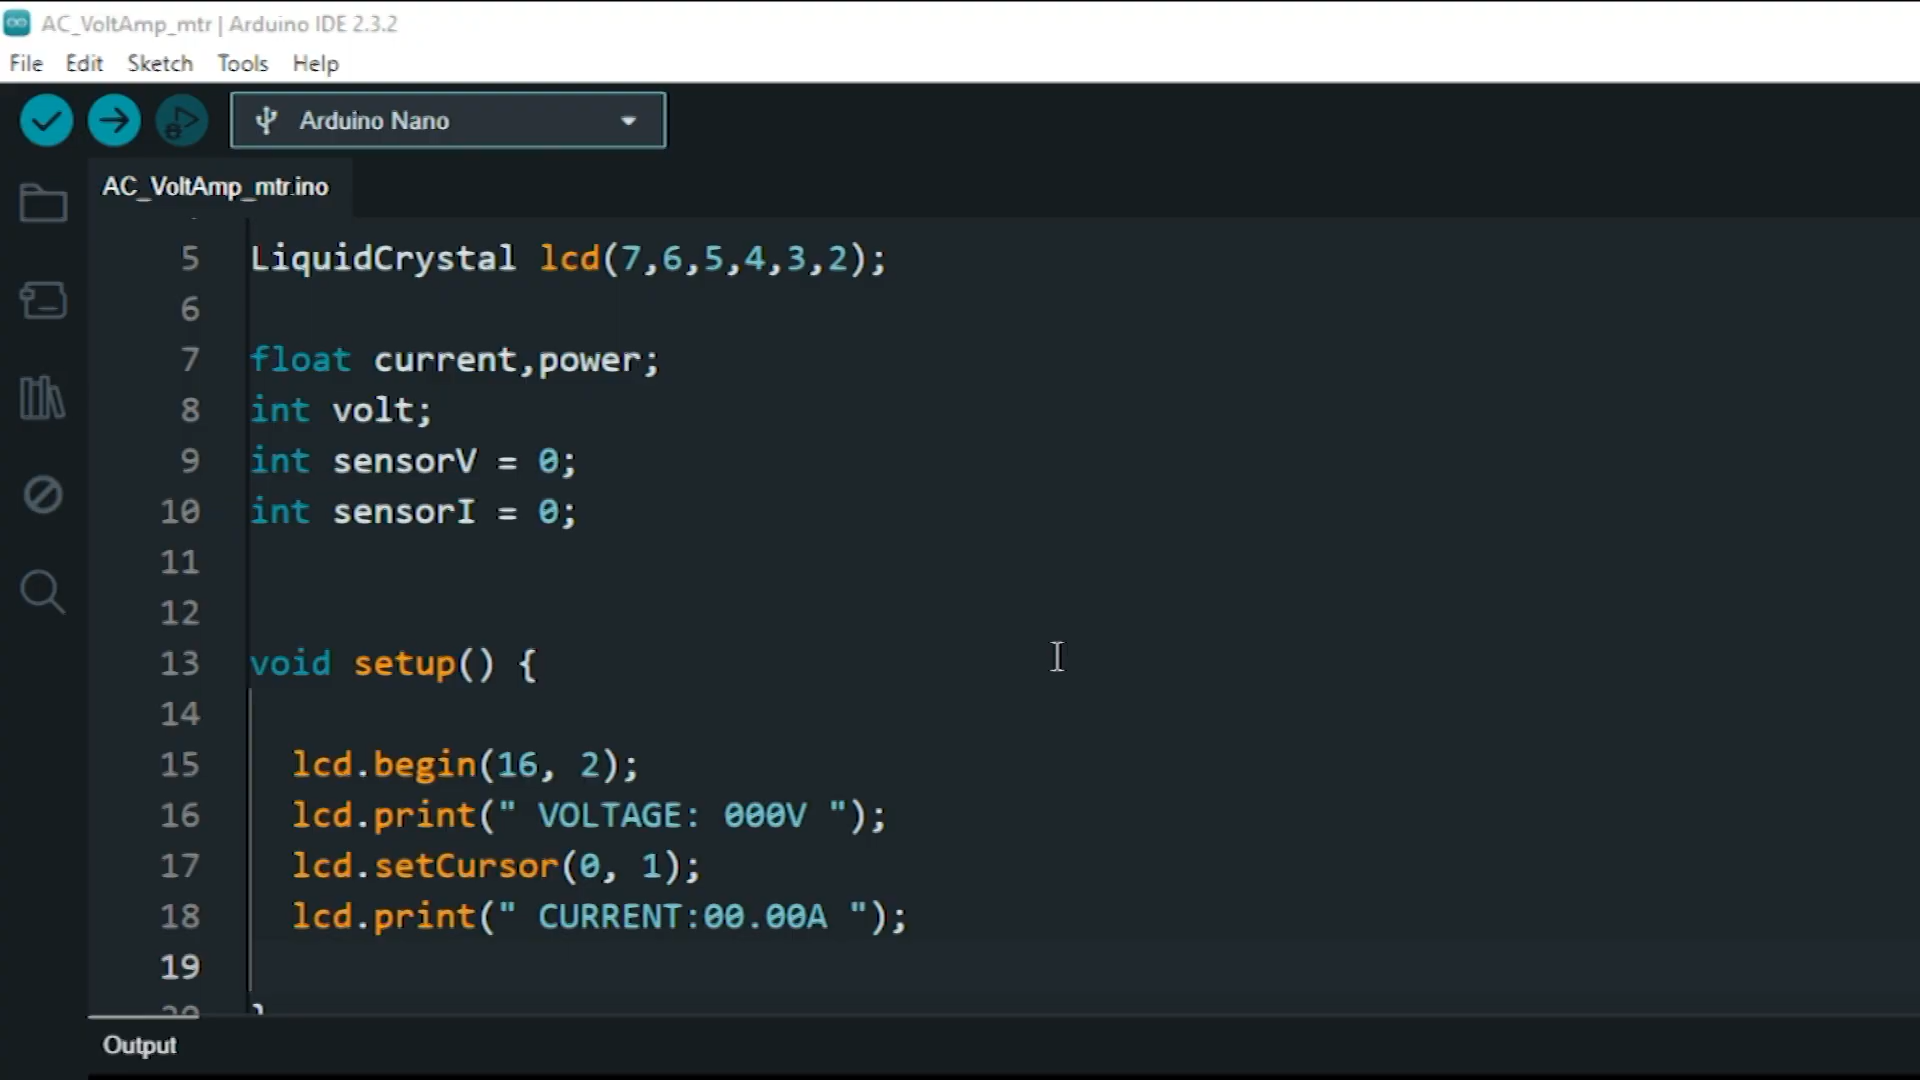 AC_VoltAmp_mtr | Arduino IDE 2.3.2
File Edit Sketch Tools Help
Arduino Nano
AC_VoltAmp_mtr.ino
5 LiquidCrystal lcd(7,6,5,4,3,2);
6
7 float current,power;
8 int volt;
9 int sensorV = 0;
10 int sensorI = 0;
11
12
13 void setup() {
14
15 lcd.begin(16, 2);
16 lcd.print(" VOLTAGE: 000V ");
17 lcd.setCursor(0, 1);
18 lcd.print(" CURRENT:00.00A ");
19
20 }
Output